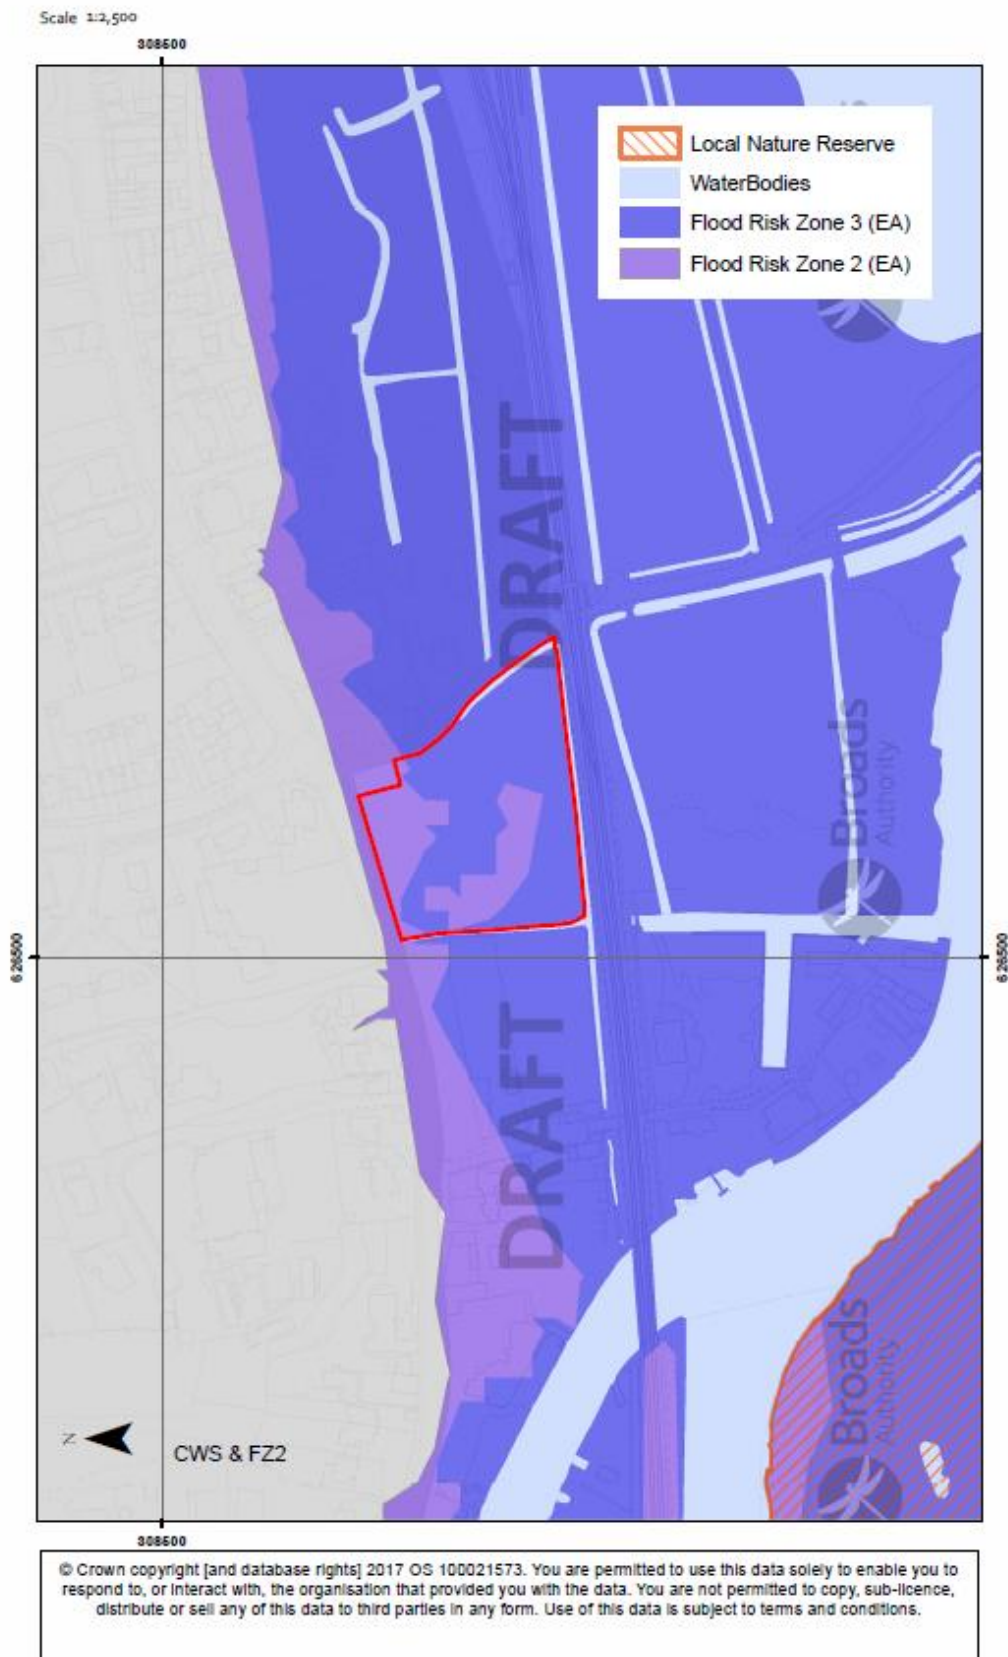 Scale 1:2,500
308500
Local Nature Reserve
WaterBodies
Flood Risk Zone 3 (EA)
Flood Risk Zone 2 (EA)
DRAFT
Broads
Authority
626500
626500
DRAFT
Broads
Authority
N
CWS & FZ2
308500
© Crown copyright [and database rights] 2017 OS 100021573. You are permitted to use this data solely to enable you to
respond to, or interact with, the organisation that provided you with the data. You are not permitted to copy, sub-licence,
distribute or sell any of this data to third parties in any form. Use of this data is subject to terms and conditions.